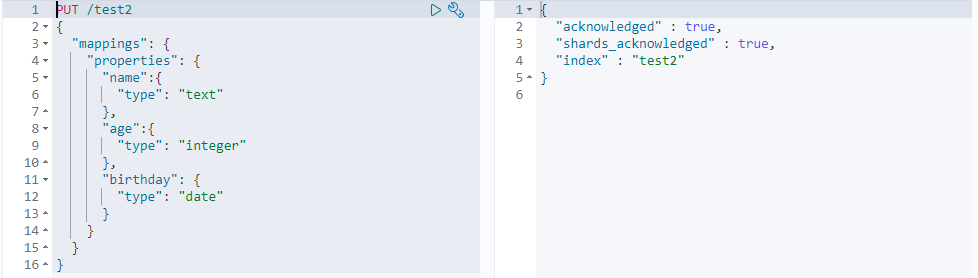 1 PUT /test2
2 {
3 "mappings": {
4 "properties": {
5 "name":{
6 "type": "text"
7 },
8 "age":{
9 "type": "integer"
10 },
11 "birthday": {
12 "type": "date"
13 }
14 }
15 }
16 }
1 {
2 "acknowledged" : true,
3 "shards_acknowledged" : true,
4 "index" : "test2"
5 }
6